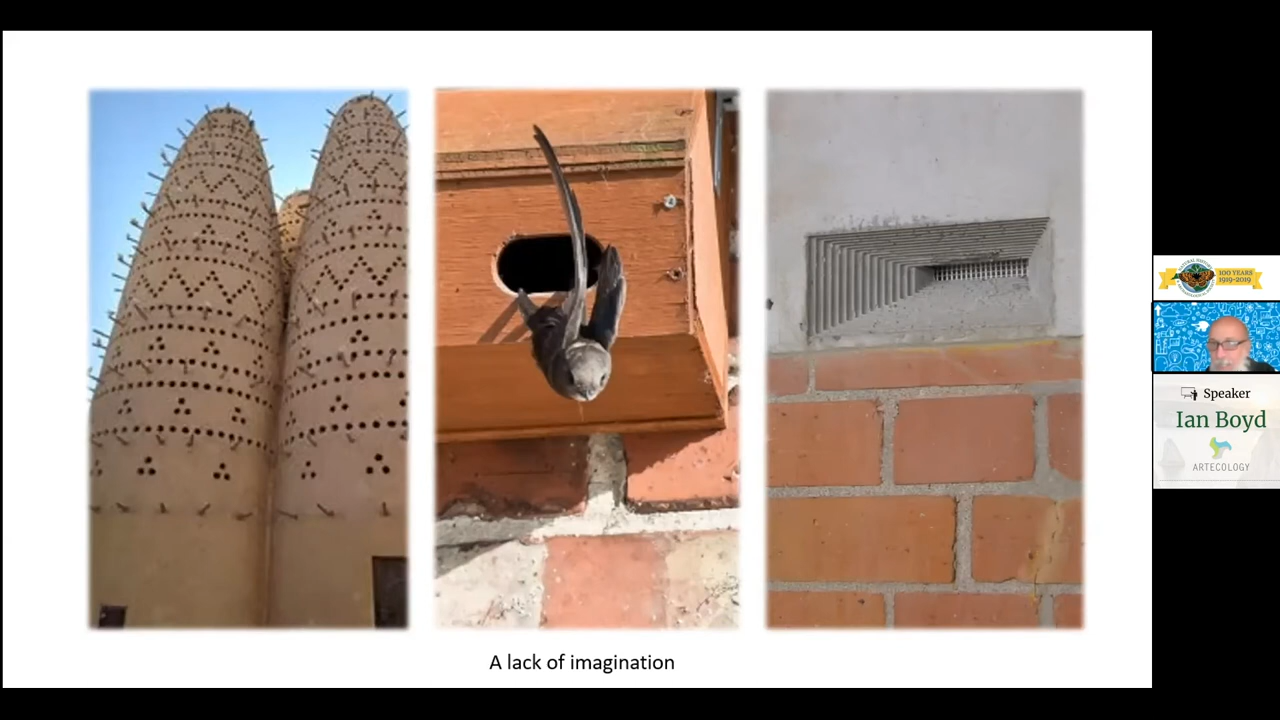 A lack of imagination
100 YEARS
1919-2019
Speaker
Ian Boyd
ARTECOLOGY